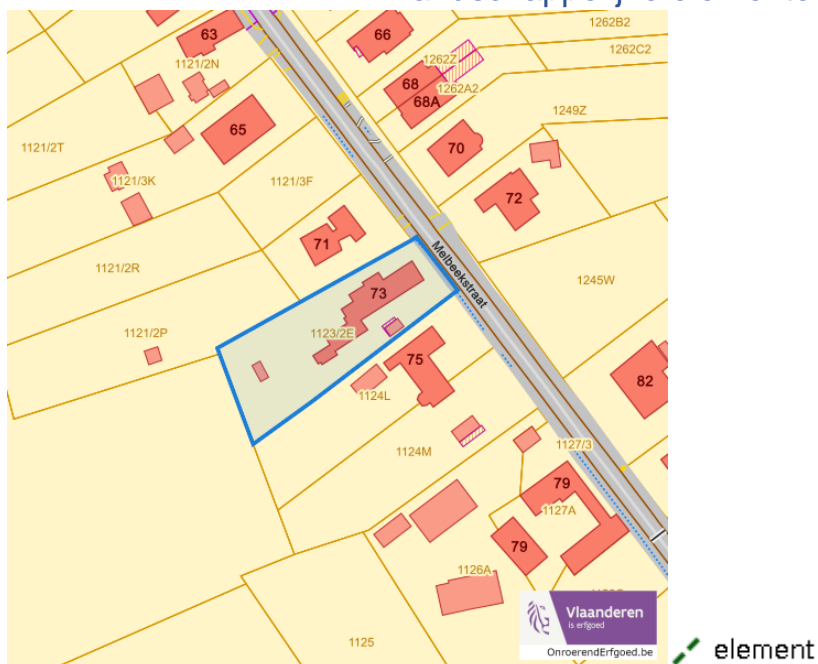 63
66
1262B2
1121/2N
1262Z
1262C2
68
1262A2
68A
1249Z
65
1121/2T
70
1121/3K
1121/3F
72
71
Melbeekstraat
1121/2R
1245W
73
1121/2P
1123/2E
75
82
1124L
1124M
1127/3
79
1127A
79
1126A
1125
Vlaanderen
is erfgoed
OnroerendErfgoed.be
element